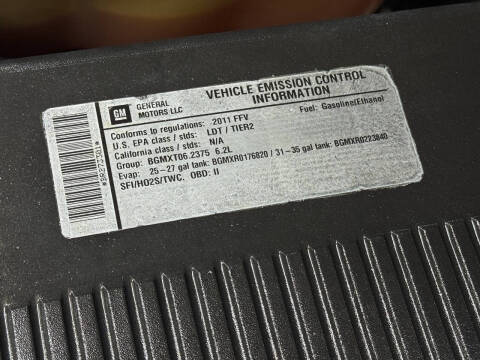 VEHICLE EMISSION CONTROL
INFORMATION
GM
GENERAL
MOTORS LLC
Fuel: Gasoline/Ethanol
Conforms to regulations: 2011 FFV
U.S. EPA class / stds: LDT / TIER2
California class / stds: N/A
Group: BGMXT06.2375 6.2L
Evap: 25-27 gal tank: BGMXR0176820 / 31-35 gal tank: BGMXR0223840
SFI/HO2S/TWC, OBD: II